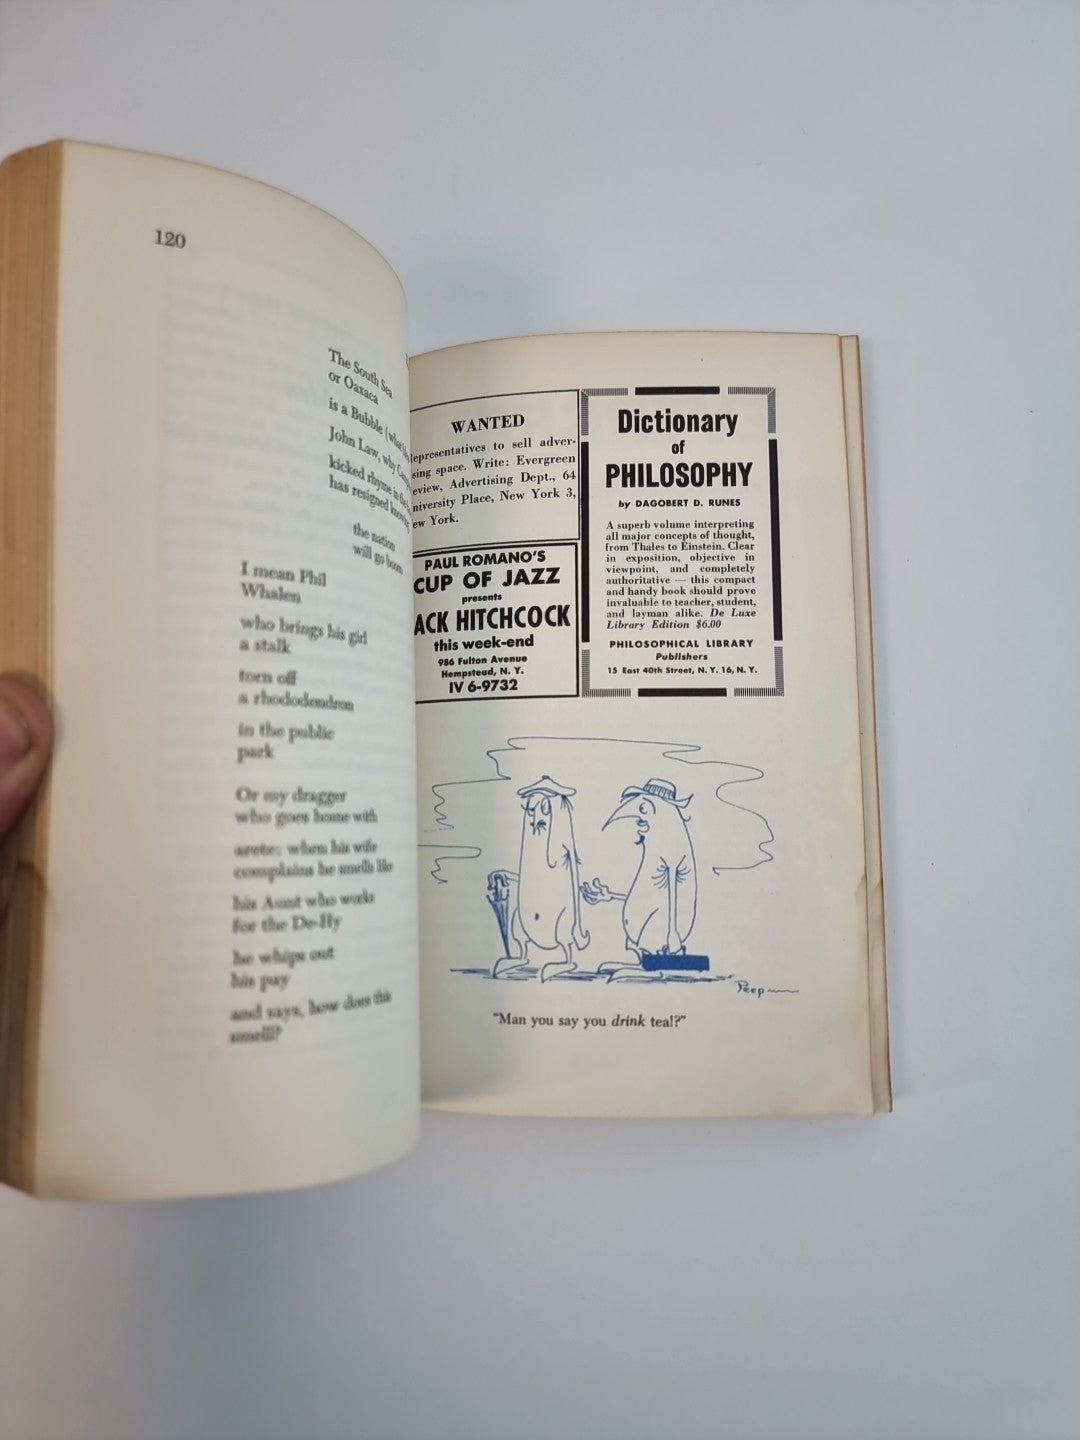 120
The South Sea
or Oaxaca
is a Bubble (what
John Law, why
kicked rhyme in the
has resigned knowing
the nation
will go boom
I mean Phil
Whalen
who brings his girl
a stalk
torn off
a rhododendron
in the public
park
Or my dragger
who goes home with
arete: when his wife
complains he smells like
his Aunt who works
for the De-Hy
he whips out
his pay
and says, how does this
smell?
WANTED
epresentatives to sell adver-
sing space. Write: Evergreen
eview, Advertising Dept., 64
niversity Place, New York 3,
ew York.
PAUL ROMANO'S
CUP OF JAZZ
presents
ACK HITCHCOCK
this week-end
986 Fulton Avenue
Hempstead, N. Y.
IV 6-9732
Dictionary
of
PHILOSOPHY
by DAGOBERT D. RUNES
A superb volume interpreting
all major concepts of thought,
from Thales to Einstein. Clear
in exposition, objective in
viewpoint, and completely
authoritative — this compact
and handy book should prove
invaluable to teacher, student,
and layman alike. De Luxe
Library Edition $6.00
PHILOSOPHICAL LIBRARY
Publishers
15 East 40th Street, N. Y. 16, N. Y.
"Man you say you drink tea!?"